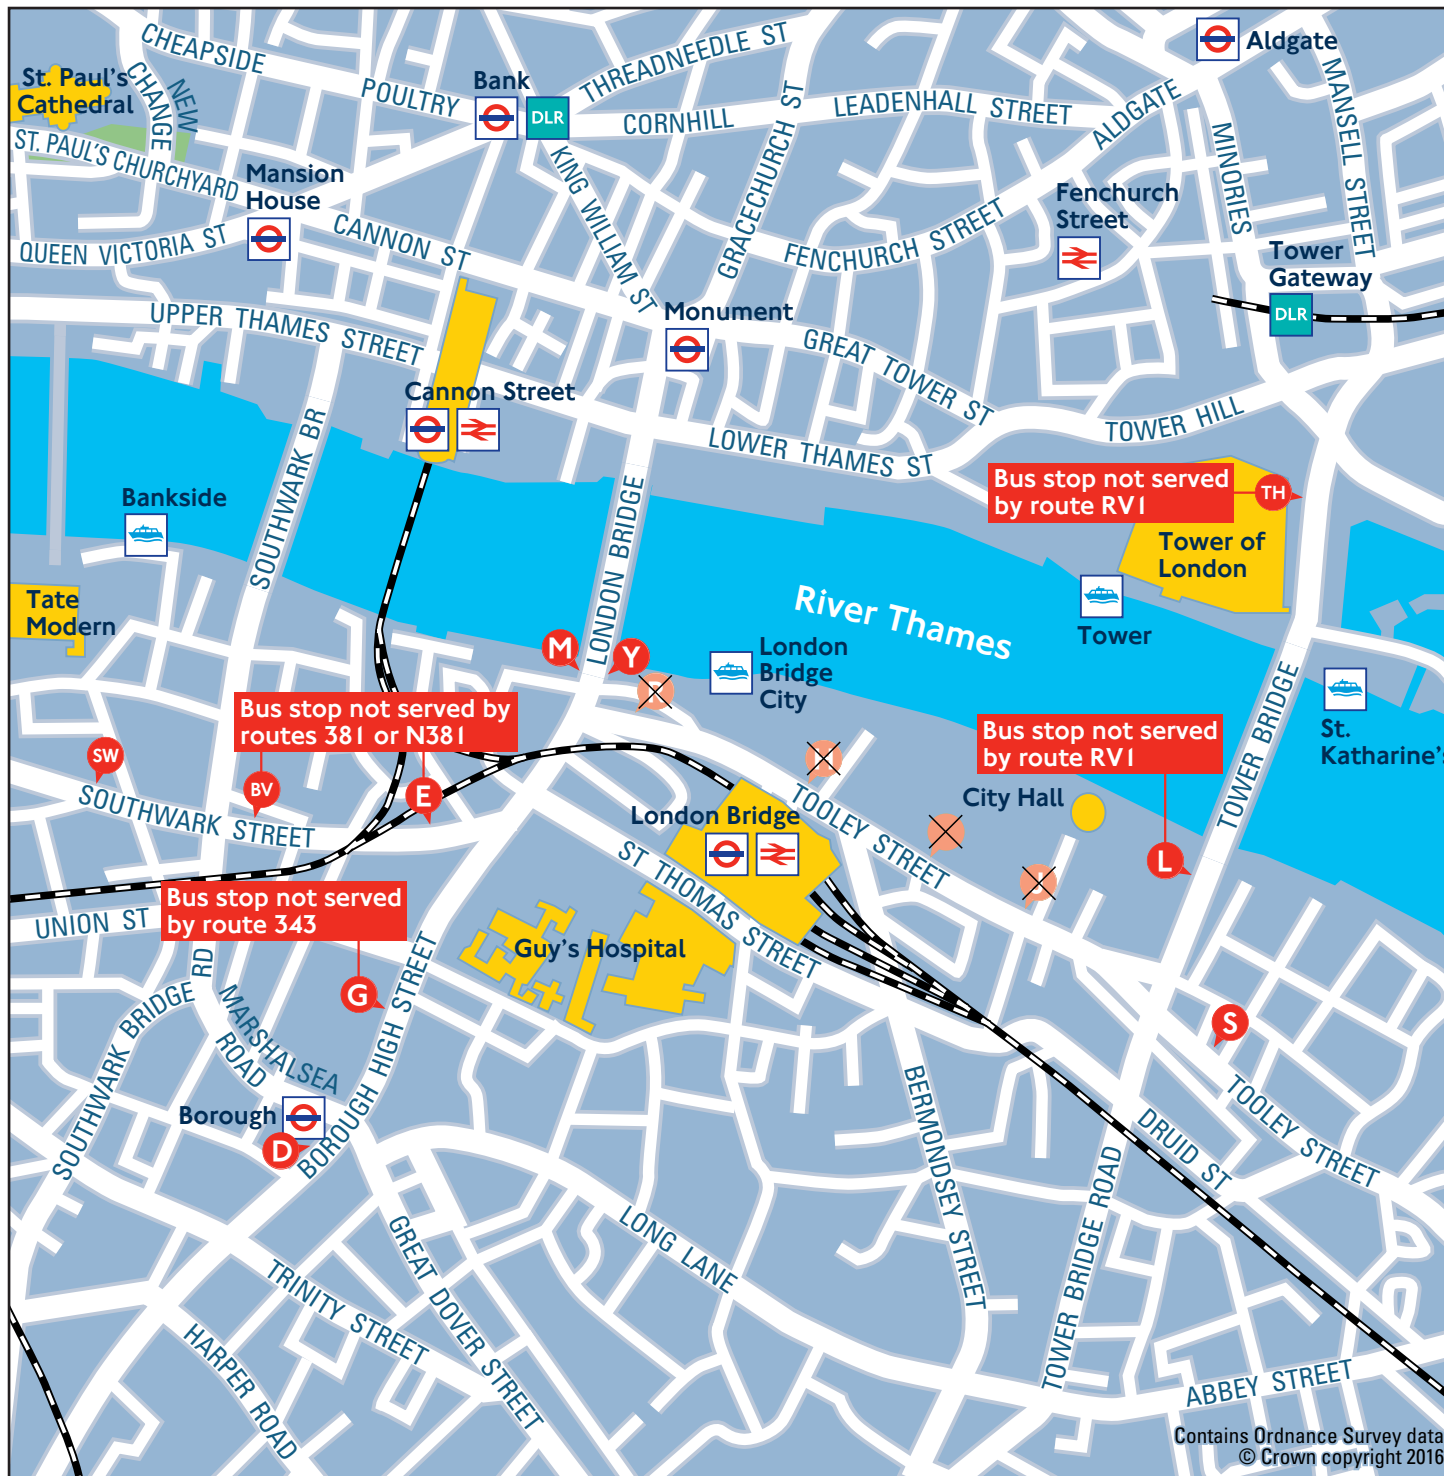 CHEAPSIDE
THREADNEEDLE ST
Aldgate
St. Paul's
Cathedral
NEW
CHANGE
POULTRY
Bank
DLR
CORNHILL
LEADENHALL STREET
ALDGATE
MANSELL STREET
MINORIES
ST. PAUL'S CHURCHYARD
Mansion
House
KING WILLIAM ST
GRACECHURCH ST
FENCHURCH STREET
Fenchurch
Street
QUEEN VICTORIA ST
CANNON ST
Tower
Gateway
DLR
UPPER THAMES STREET
Monument
GREAT TOWER ST
Cannon Street
LOWER THAMES ST
TOWER HILL
SOUTHWARK BR
Bankside
LONDON BRIDGE
Bus stop not served
by route RV1
TH
Tower of
London
River Thames
Tower
Tate
Modern
M
Y
London
Bridge
City
St.
Katharine's
TOWER BRIDGE
Bus stop not served by
routes 381 or N381
Bus stop not served
by route RV1
SW
BV
E
H
City Hall
SOUTHWARK STREET
London Bridge
TOOLEY STREET
L
J
ST THOMAS STREET
UNION ST
Bus stop not served
by route 343
Guy's Hospital
G
SOUTHWARK BRIDGE RD
MARSHALSEA
ROAD
BOROUGH HIGH STREET
S
TOOLEY STREET
Borough
D
BERMONDSEY STREET
DRUID ST
TOWER BRIDGE ROAD
LONG LANE
GREAT DOVER STREET
TRINITY STREET
HARPER ROAD
ABBEY STREET
Contains Ordnance Survey data
© Crown copyright 2016